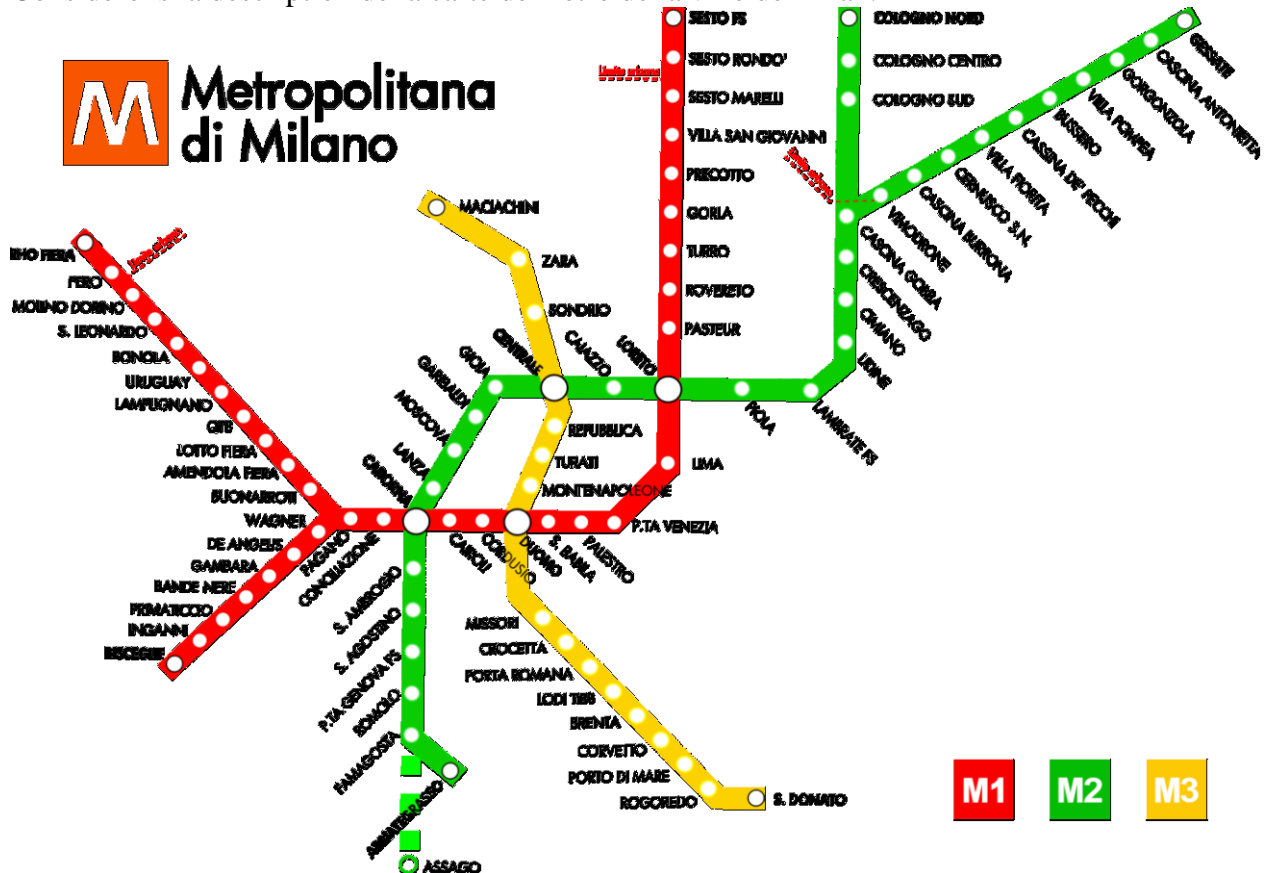 M
Metropolitana
di Milano
SESTO FS
SESTO RONDO'
SESTO MARELLI
VILLA SAN GIOVANNI
PRECOTTO
GORLA
TURRO
ROVERETO
PASTEUR
LORETO
LIMA
P.TA VENEZIA
PALESTRO
S. BABILA
DUOMO
CORDUSIO
CAIROLI
CADORNA
CONCILIAZIONE
PAGANO
RHO FIERA
PERO
MOLINO DORINO
S. LEONARDO
BONOLA
URUGUAY
LAMPUGNANO
QT8
LOTTO FIERA
AMENDOLA FIERA
BUONARROTI
WAGNER
DE ANGELIS
GAMBARA
BANDE NERE
PRIMATICCIO
INGANNI
BISCEGLIE
COLOGNO NORD
COLOGNO CENTRO
COLOGNO SUD
GESSATE
CASCINA ANTONIETTA
GORGONZOLA
VILLA POMPEA
BUSSERO
CASSINA DE' PECCHI
VILLA FIORITA
CERNUSCO S.N.
CASCINA BURRONA
VIMODRONE
CASCINA GOBBA
CRESCENZAGO
CIMIANO
UDINE
LAMBRATE FS
PIOLA
CAIAZZO
CENTRALE
GIOIA
GARIBALDI
MOSCOVA
LANZA
S. AMBROGIO
S. AGOSTINO
P.TA GENOVA FS
ROMOLO
FAMAGOSTA
ABBIATEGRASSO
ASSAGO
MACIACHINI
ZARA
SONDRIO
REPUBBLICA
TURATI
MONTENAPOLEONE
MISSORI
CROCETTA
PORTA ROMANA
LODI TIBB
BRENTA
CORVETTO
PORTO DI MARE
ROGOREDO
S. DONATO
M1
M2
M3